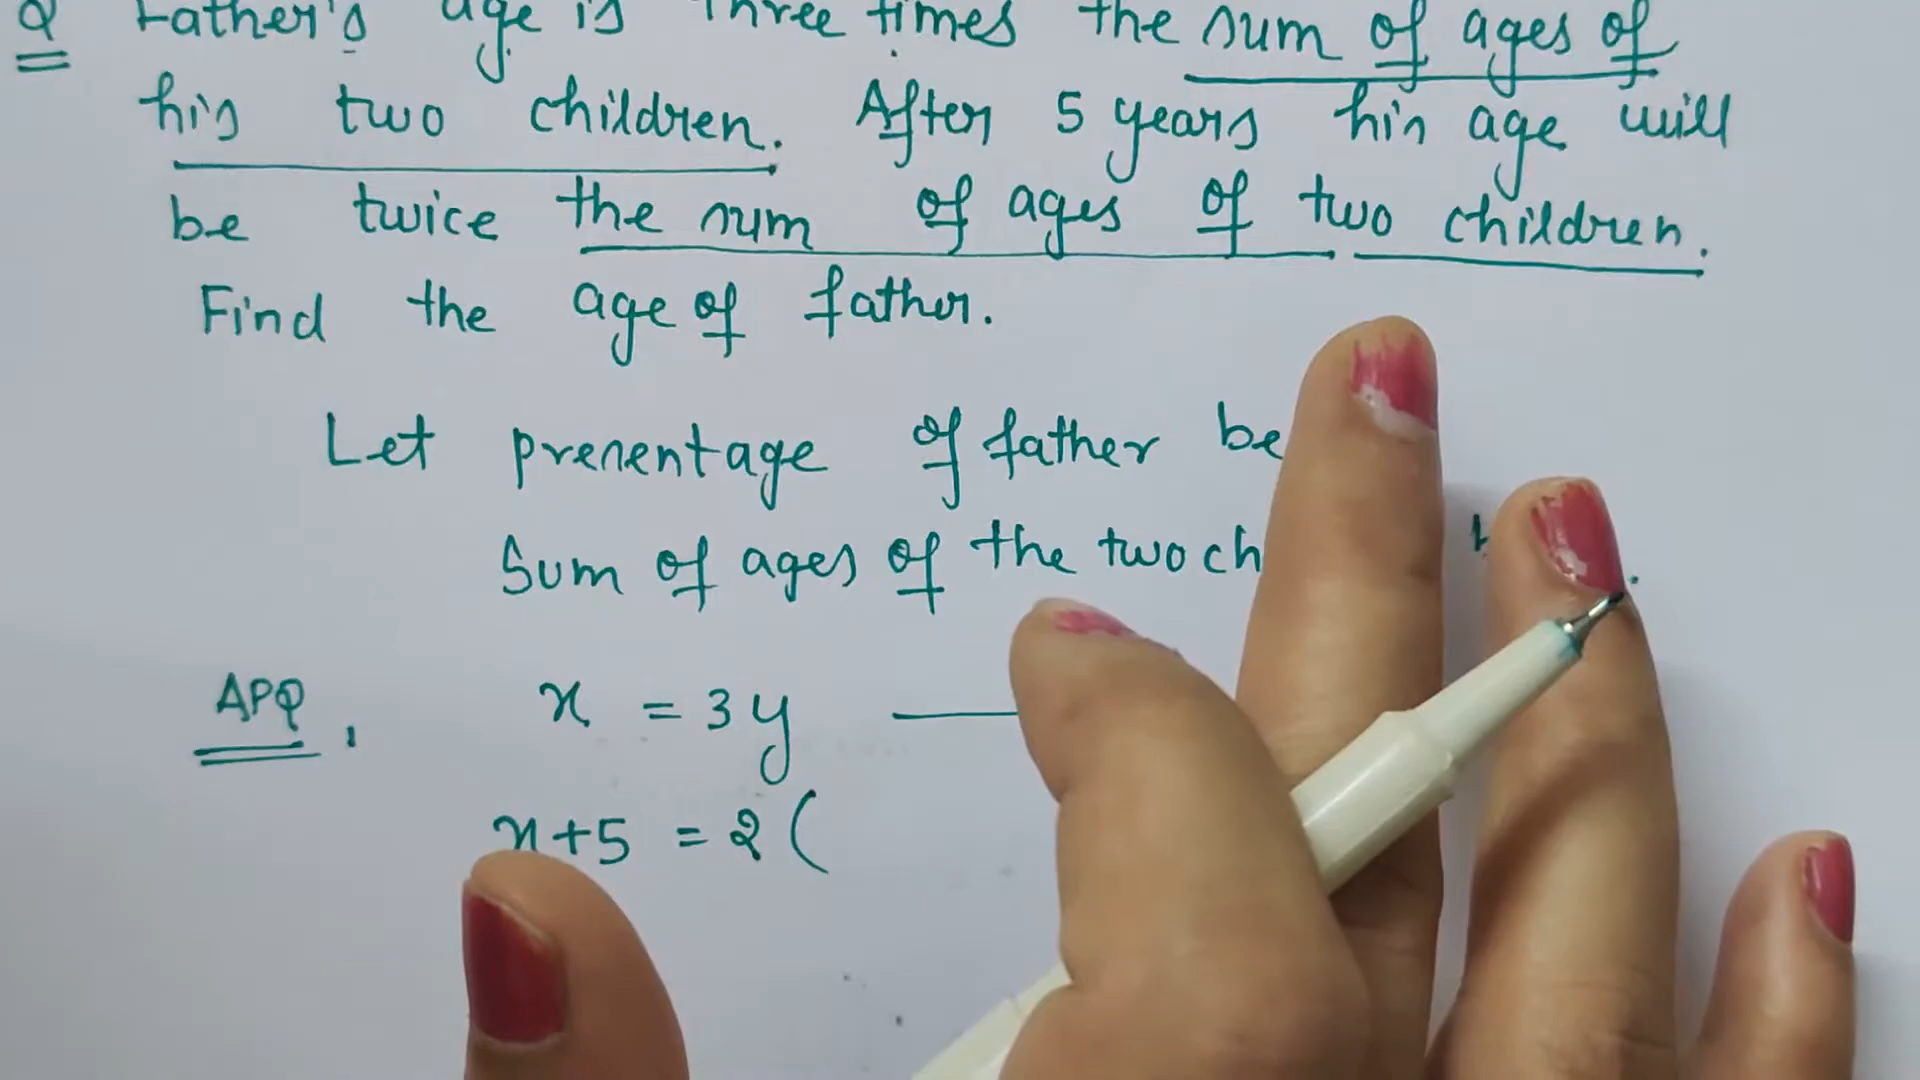 Q Father's age is three times the sum of ages of
his two children. After 5 years his age will
be twice the sum of ages of two children.
Find the age of father.
Let present age of father be
Sum of ages of the two ch
APQ, x = 3y
x+5 = 2(